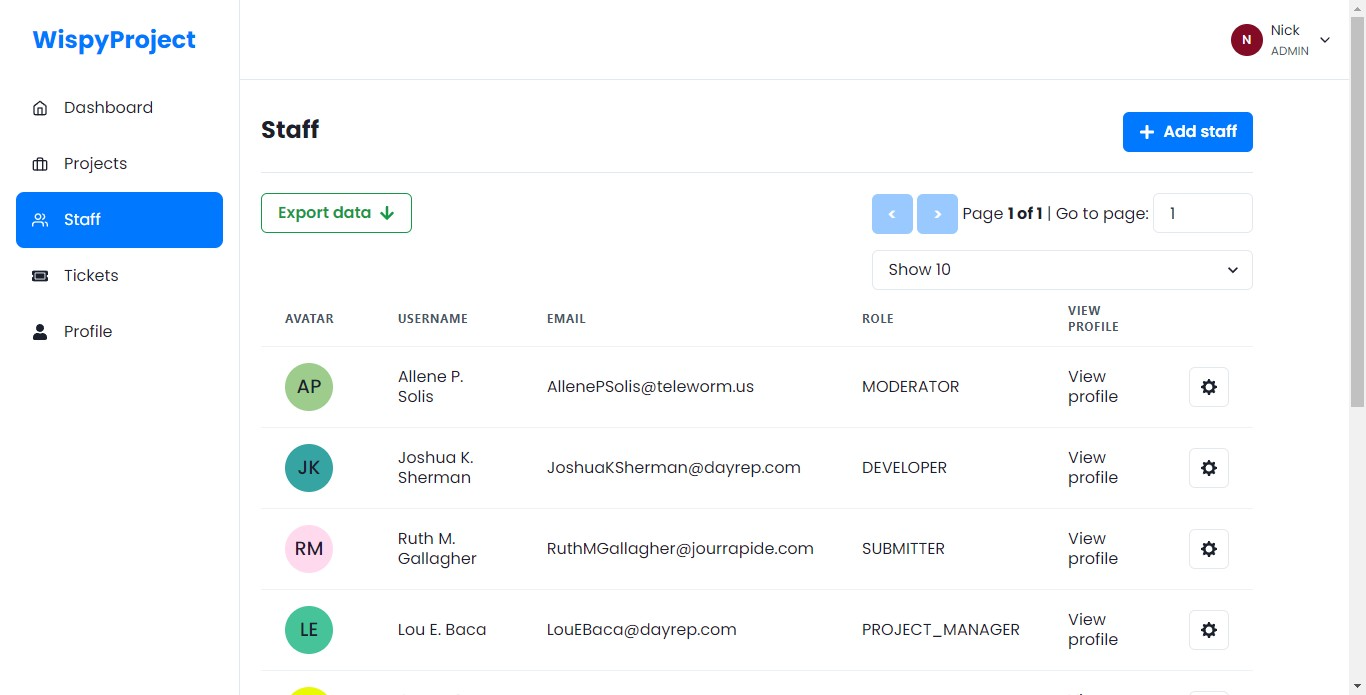 WispyProject
N
Nick
ADMIN
Dashboard
Projects
Staff
Tickets
Profile
Staff
+ Add staff
Export data ↓
< > Page 1 of 1 | Go to page: 1
Show 10
AVATAR USERNAME EMAIL ROLE VIEW
PROFILE
AP Allene P.
Solis AllenePSolis@teleworm.us MODERATOR View
profile
JK Joshua K.
Sherman JoshuaKSherman@dayrep.com DEVELOPER View
profile
RM Ruth M.
Gallagher RuthMGallagher@jourrapide.com SUBMITTER View
profile
LE Lou E. Baca LouEBaca@dayrep.com PROJECT_MANAGER View
profile